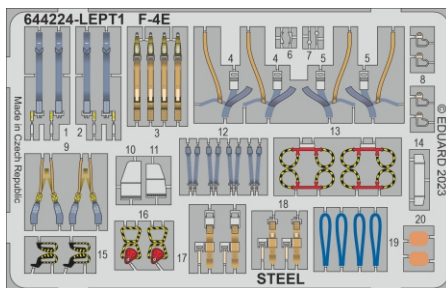 644224-LEPT1 F-4E
4 4 5 5
6 7
8
1 2 3
Made in Czech Republic
© EDUARD 2023
9 10 11 12 13 14
15 16 17 18 19 20
STEEL